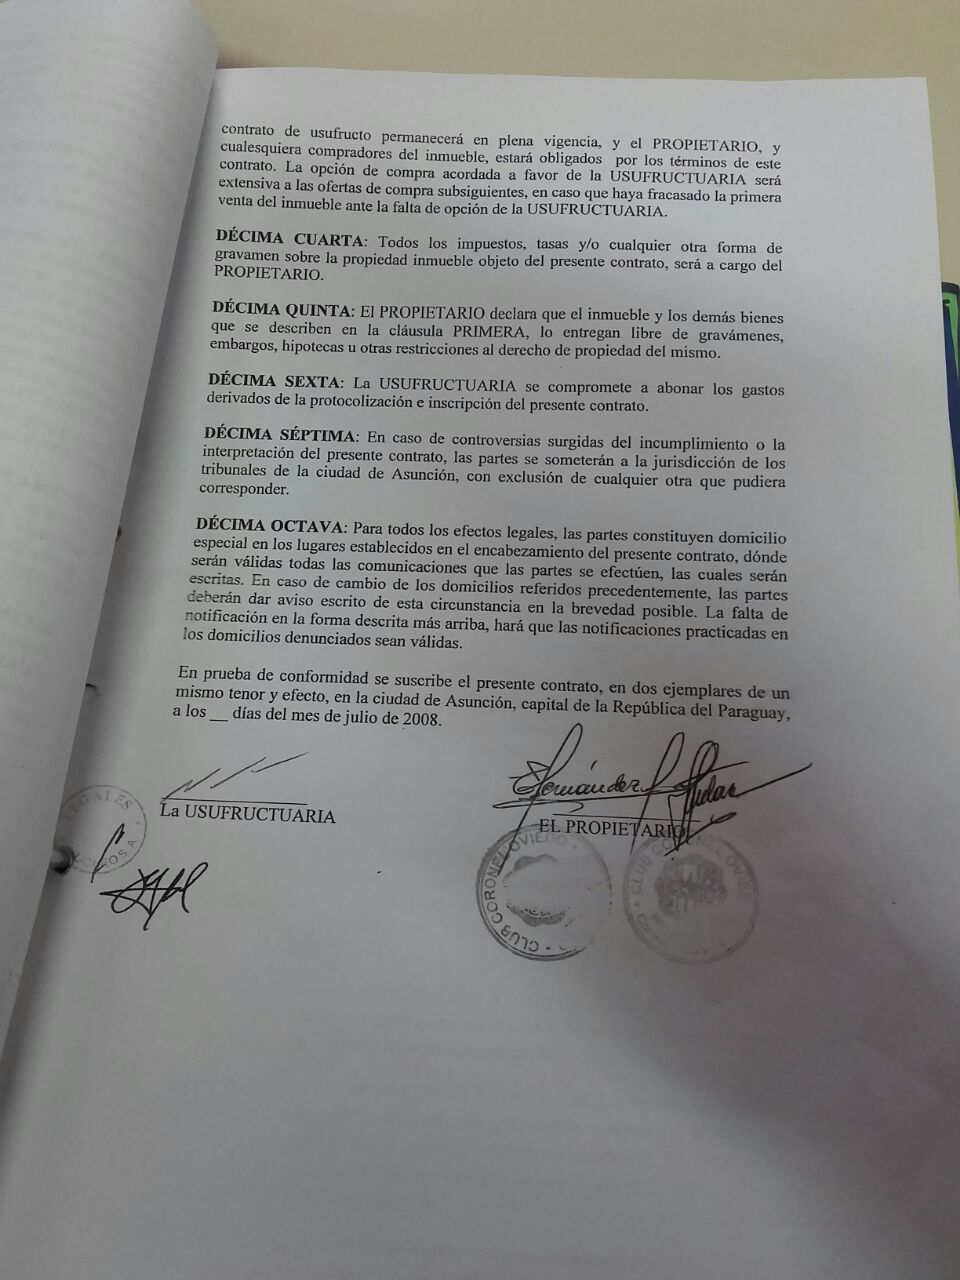 contrato de usufructo permanecerá en plena vigencia, y el PROPIETARIO, y
cualesquiera compradores del inmueble, estará obligados por los términos de este
contrato. La opción de compra acordada a favor de la USUFRUCTUARIA será
extensiva a las ofertas de compra subsiguientes, en caso que haya fracasado la primera
venta del inmueble ante la falta de opción de la USUFRUCTUARIA.
DÉCIMA CUARTA: Todos los impuestos, tasas y/o cualquier otra forma de
gravamen sobre la propiedad inmueble objeto del presente contrato, será a cargo del
PROPIETARIO.
DÉCIMA QUINTA: El PROPIETARIO declara que el inmueble y los demás bienes
que se describen en la cláusula PRIMERA, lo entregan libre de gravámenes,
embargos, hipotecas u otras restricciones al derecho de propiedad del mismo.
DÉCIMA SEXTA: La USUFRUCTUARIA se compromete a abonar los gastos
derivados de la protocolización e inscripción del presente contrato.
DÉCIMA SÉPTIMA: En caso de controversias surgidas del incumplimiento o la
interpretación del presente contrato, las partes se someterán a la jurisdicción de los
tribunales de la ciudad de Asunción, con exclusión de cualquier otra que pudiera
corresponder.
DÉCIMA OCTAVA: Para todos los efectos legales, las partes constituyen domicilio
especial en los lugares establecidos en el encabezamiento del presente contrato, dónde
serán válidas todas las comunicaciones que las partes se efectúen, las cuales serán
escritas. En caso de cambio de los domicilios referidos precedentemente, las partes
deberán dar aviso escrito de esta circunstancia en la brevedad posible. La falta de
notificación en la forma descrita más arriba, hará que las notificaciones practicadas en
los domicilios denunciados sean válidas.
En prueba de conformidad se suscribe el presente contrato, en dos ejemplares de un
mismo tenor y efecto, en la ciudad de Asunción, capital de la República del Paraguay,
a los __ días del mes de julio de 2008.
La USUFRUCTUARIA
Hernández
EL PROPIETARIO
LEGALES
S.A.
CLUB CORONEL OVIEDO
CLUB CORONEL OVIE